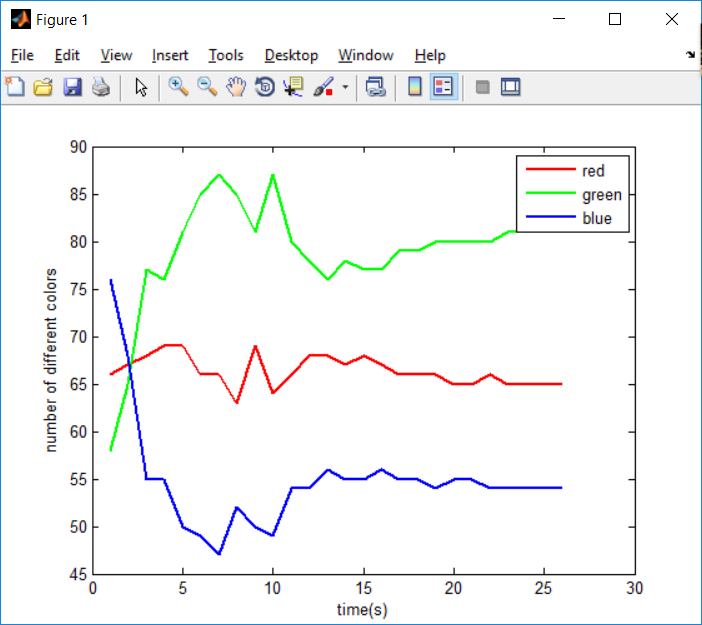 Figure 1
File Edit View Insert Tools Desktop Window Help
90
85
80
75
70
65
60
55
50
45
number of different colors
0 5 10 15 20 25 30
time(s)
red
green
blue